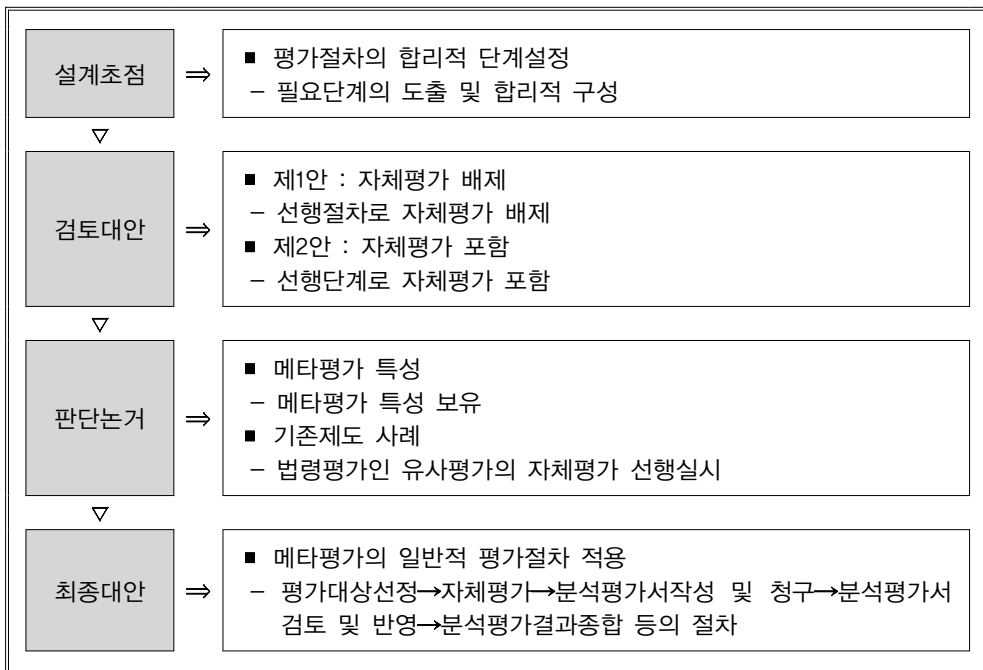 설계초점
⇒
■ 평가절차의 합리적 단계설정
– 필요단계의 도출 및 합리적 구성
▽
검토대안
⇒
■ 제1안 : 자체평가 배제
– 선행절차로 자체평가 배제
■ 제2안 : 자체평가 포함
– 선행단계로 자체평가 포함
▽
판단논거
⇒
■ 메타평가 특성
– 메타평가 특성 보유
■ 기존제도 사례
– 법령평가인 유사평가의 자체평가 선행실시
▽
최종대안
⇒
■ 메타평가의 일반적 평가절차 적용
– 평가대상선정→자체평가→분석평가서작성 및 청구→분석평가서
검토 및 반영→분석평가결과종합 등의 절차